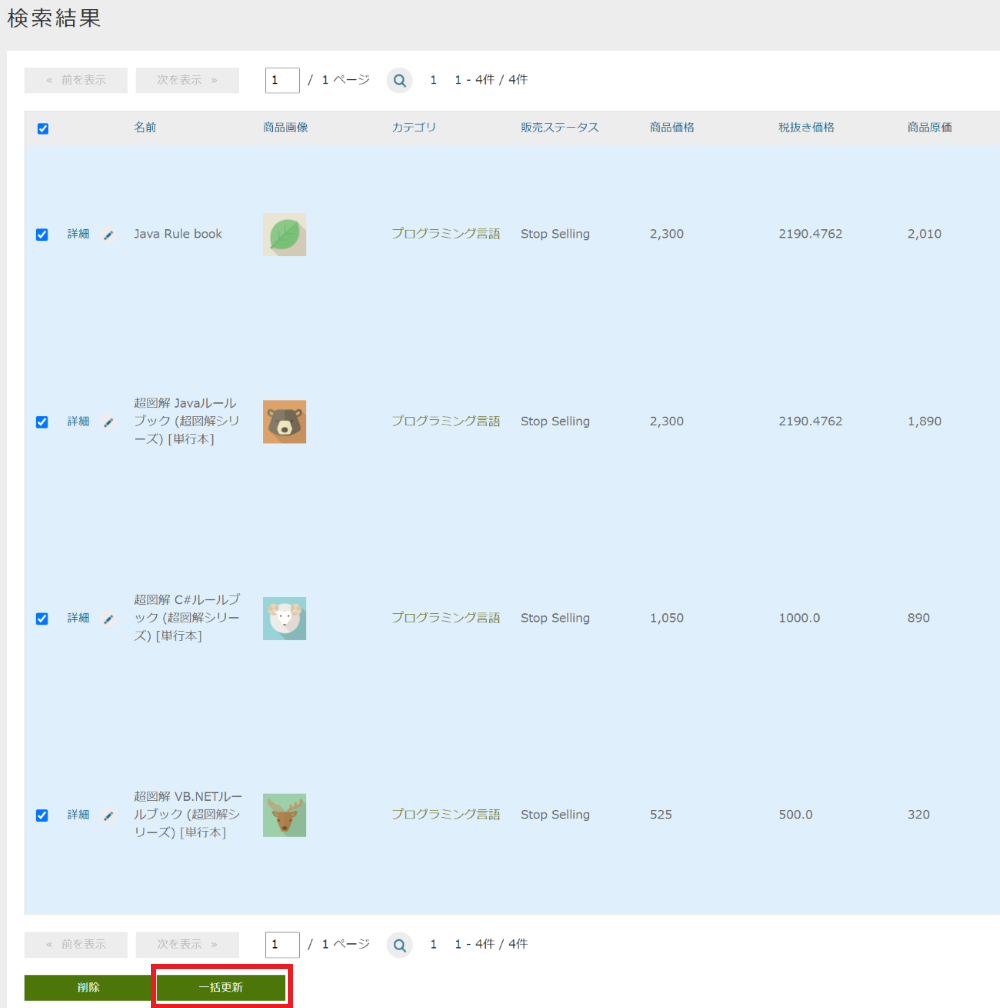 検索結果
« 前を表示 次を表示 » 1 / 1 ページ 1 1 - 4件 / 4件
名前 商品画像 カテゴリ 販売ステータス 商品価格 税抜き価格 商品原価
詳細 Java Rule book プログラミング言語 Stop Selling 2,300 2190.4762 2,010
超図解 Javaルール
詳細 ブック (超図解シリ プログラミング言語 Stop Selling 2,300 2190.4762 1,890
ーズ) [単行本]
超図解 C#ルールブ
詳細 ック (超図解シリー プログラミング言語 Stop Selling 1,050 1000.0 890
ズ) [単行本]
超図解 VB.NETルー
詳細 ルブック (超図解シ プログラミング言語 Stop Selling 525 500.0 320
リーズ) [単行本]
« 前を表示 次を表示 » 1 / 1 ページ 1 1 - 4件 / 4件
削除 一括更新